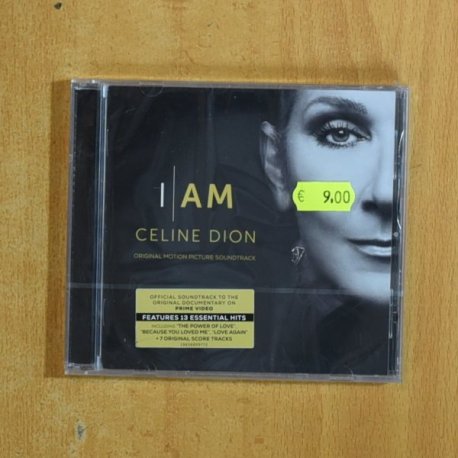 I AM
€ 9,00
CELINE DION
ORIGINAL MOTION PICTURE SOUNDTRACK
OFFICIAL SOUNDTRACK TO THE
ORIGINAL DOCUMENTARY ON
PRIME VIDEO
FEATURES 13 ESSENTIAL HITS
INCLUDING "THE POWER OF LOVE",
"BECAUSE YOU LOVED ME", "LOVE AGAIN"
+ 7 ORIGINAL SCORE TRACKS